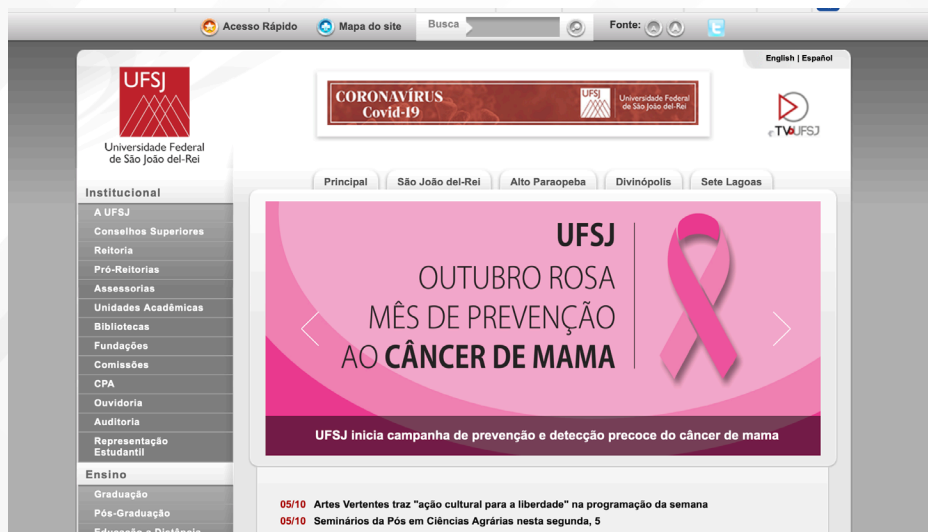 Acesso Rápido
Mapa do site
Busca
Fonte:
A
English | Español
UFSJ
Universidade Federal
de São João del-Rei
CORONAVÍRUS
Covid-19
UFSJ
Universidade Federal
de São João del-Rei
TVUFSJ
Principal
São João del-Rei
Alto Paraopeba
Divinópolis
Sete Lagoas
Institucional
A UFSJ
Conselhos Superiores
Reitoria
Pró-Reitorias
Assessorias
Unidades Acadêmicas
Bibliotecas
Fundações
Comissões
CPA
Ouvidoria
Auditoria
Representação
Estudantil
Ensino
Graduação
Pós-Graduação
Educação a Distância
UFSJ
OUTUBRO ROSA
MÊS DE PREVENÇÃO
AO CÂNCER DE MAMA
UFSJ inicia campanha de prevenção e detecção precoce do câncer de mama
05/10 Artes Vertentes traz "ação cultural para a liberdade" na programação da semana
05/10 Seminários da Pós em Ciências Agrárias nesta segunda, 5